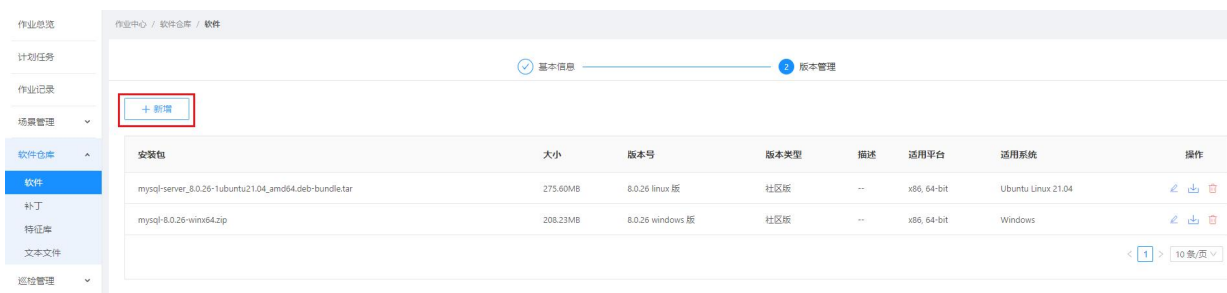 作业总览
计划任务
作业记录
场景管理
软件仓库
软件
补丁
特征库
文本文件
巡检管理
作业中心 / 软件仓库 / 软件
基本信息
2 版本管理
+ 新增
安装包 大小 版本号 版本类型 描述 适用平台 适用系统 操作
mysql-server_8.0.26-1ubuntu21.04_amd64.deb-bundle.tar 275.60MB 8.0.26 linux 版 社区版 -- x86, 64-bit Ubuntu Linux 21.04
mysql-8.0.26-winx64.zip 208.23MB 8.0.26 windows 版 社区版 -- x86, 64-bit Windows
< 1 > 10 条/页